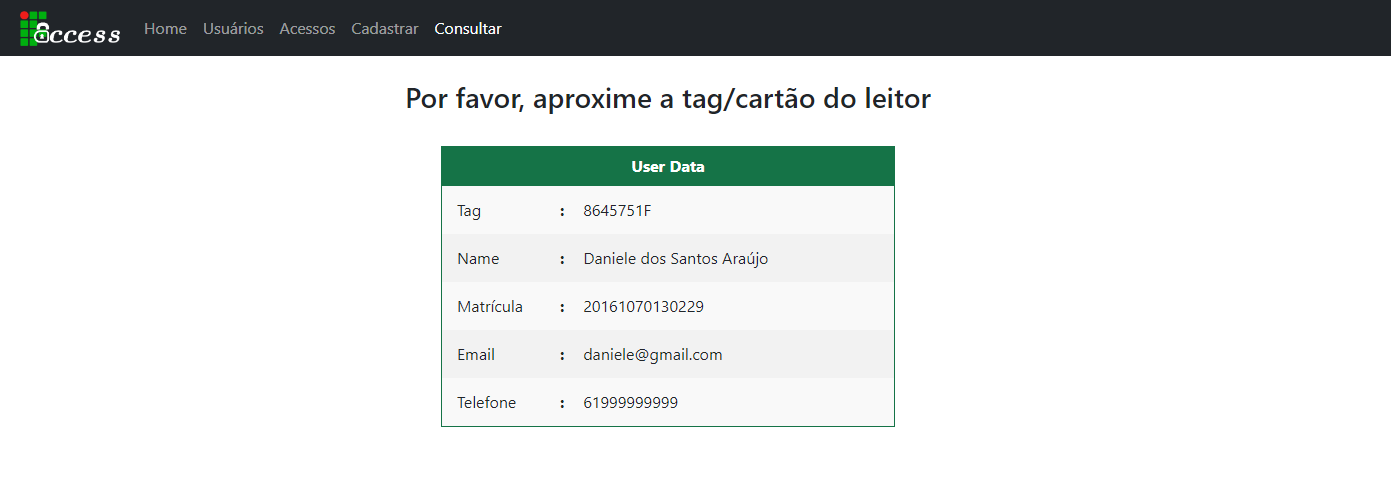 access Home Usuários Acessos Cadastrar Consultar
Por favor, aproxime a tag/cartão do leitor
User Data
Tag : 8645751F
Name : Daniele dos Santos Araújo
Matrícula : 20161070130229
Email : daniele@gmail.com
Telefone : 61999999999